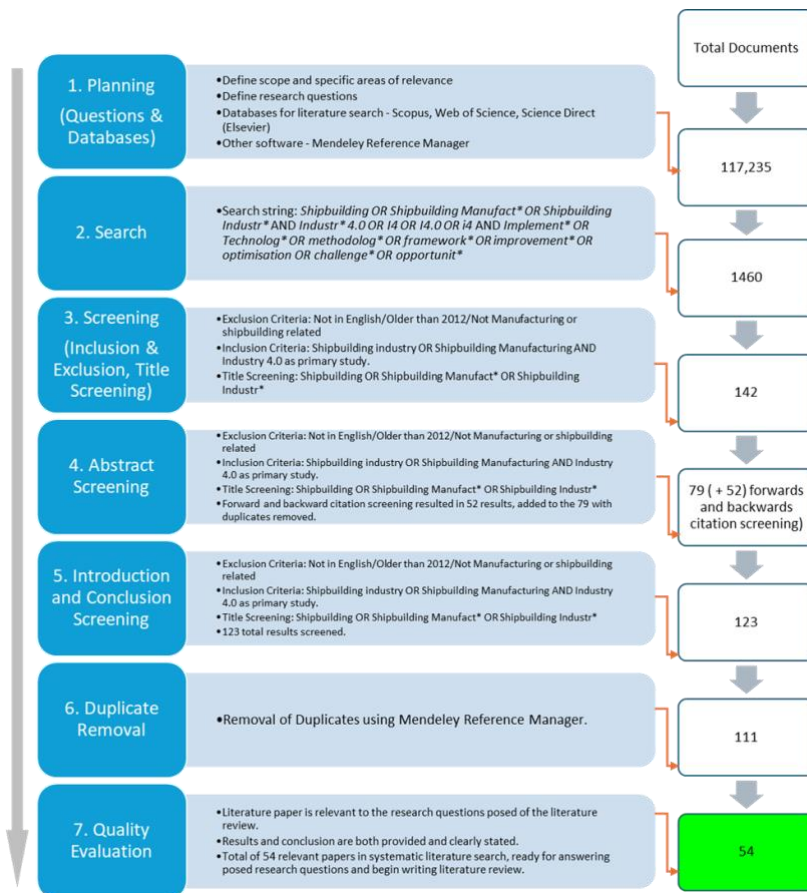 Total Documents
1. Planning
(Questions &
Databases)
•Define scope and specific areas of relevance
•Define research questions
•Databases for literature search - Scopus, Web of Science, Science Direct
(Elsevier)
•Other software - Mendeley Reference Manager
117,235
2. Search
•Search string: Shipbuilding OR Shipbuilding Manufact* OR Shipbuilding
Industr* AND Industr* 4.0 OR I4 OR I4.0 OR i4 AND Implement* OR
Technolog* OR methodolog* OR framework* OR improvement* OR
optimisation OR challenge* OR opportunit*
1460
3. Screening
(Inclusion &
Exclusion, Title
Screening)
•Exclusion Criteria: Not in English/Older than 2012/Not Manufacturing or
shipbuilding related
•Inclusion Criteria: Shipbuilding industry OR Shipbuilding Manufacturing AND
Industry 4.0 as primary study.
•Title Screening: Shipbuilding OR Shipbuilding Manufact* OR Shipbuilding
Industr*
142
4. Abstract
Screening
•Exclusion Criteria: Not in English/Older than 2012/Not Manufacturing or shipbuilding
related
•Inclusion Criteria: Shipbuilding industry OR Shipbuilding Manufacturing AND Industry
4.0 as primary study.
•Title Screening: Shipbuilding OR Shipbuilding Manufact* OR Shipbuilding Industr*
•Forward and backward citation screening resulted in 52 results, added to the 79 with
duplicates removed.
79 ( + 52) forwards
and backwards
citation screening)
5. Introduction
and Conclusion
Screening
•Exclusion Criteria: Not in English/Older than 2012/Not Manufacturing or shipbuilding
related
•Inclusion Criteria: Shipbuilding industry OR Shipbuilding Manufacturing AND Industry
4.0 as primary study.
•Title Screening: Shipbuilding OR Shipbuilding Manufact* OR Shipbuilding Industr*
•123 total results screened.
123
6. Duplicate
Removal
•Removal of Duplicates using Mendeley Reference Manager.
111
7. Quality
Evaluation
•Literature paper is relevant to the research questions posed of the literature
review.
•Results and conclusion are both provided and clearly stated.
•Total of 54 relevant papers in systematic literature search, ready for answering
posed research questions and begin writing literature review.
54